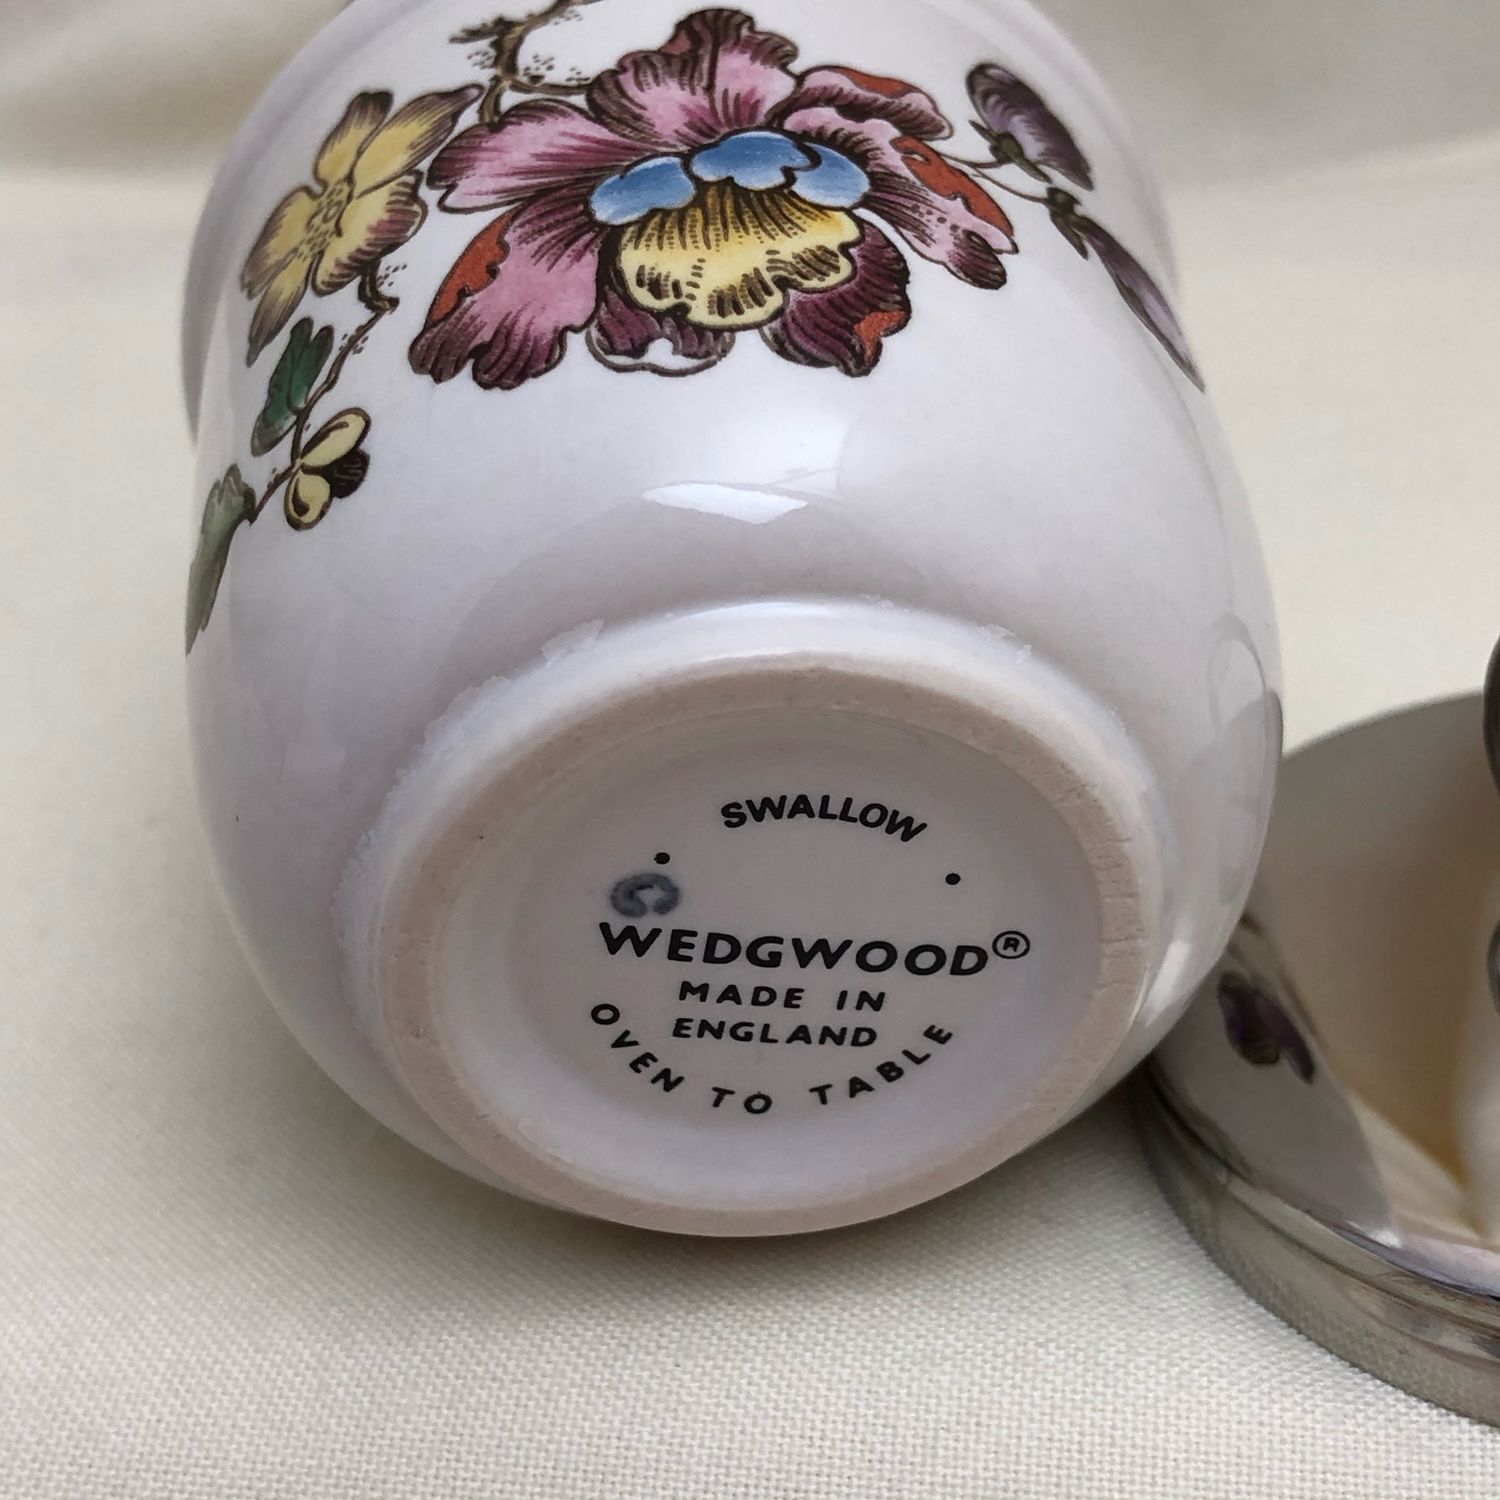 SWALLOW
WEDGWOOD®
MADE IN
ENGLAND
OVEN TO TABLE